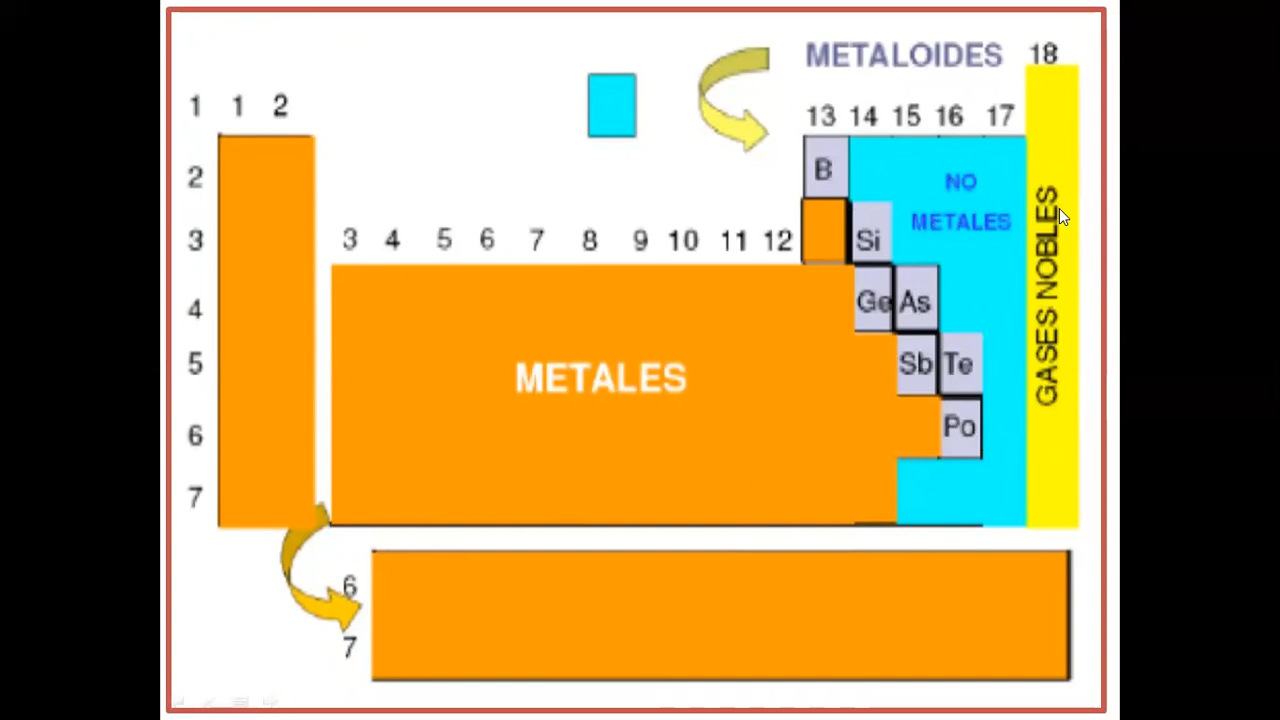 METALOIDES 18
1 1 2
13 14 15 16 17
2
B
NO
METALES
3
3 4 5 6 7 8 9 10 11 12
Si
GASES NOBLES
4
Ge As
5
METALES
Sb Te
6
Po
7
6
7